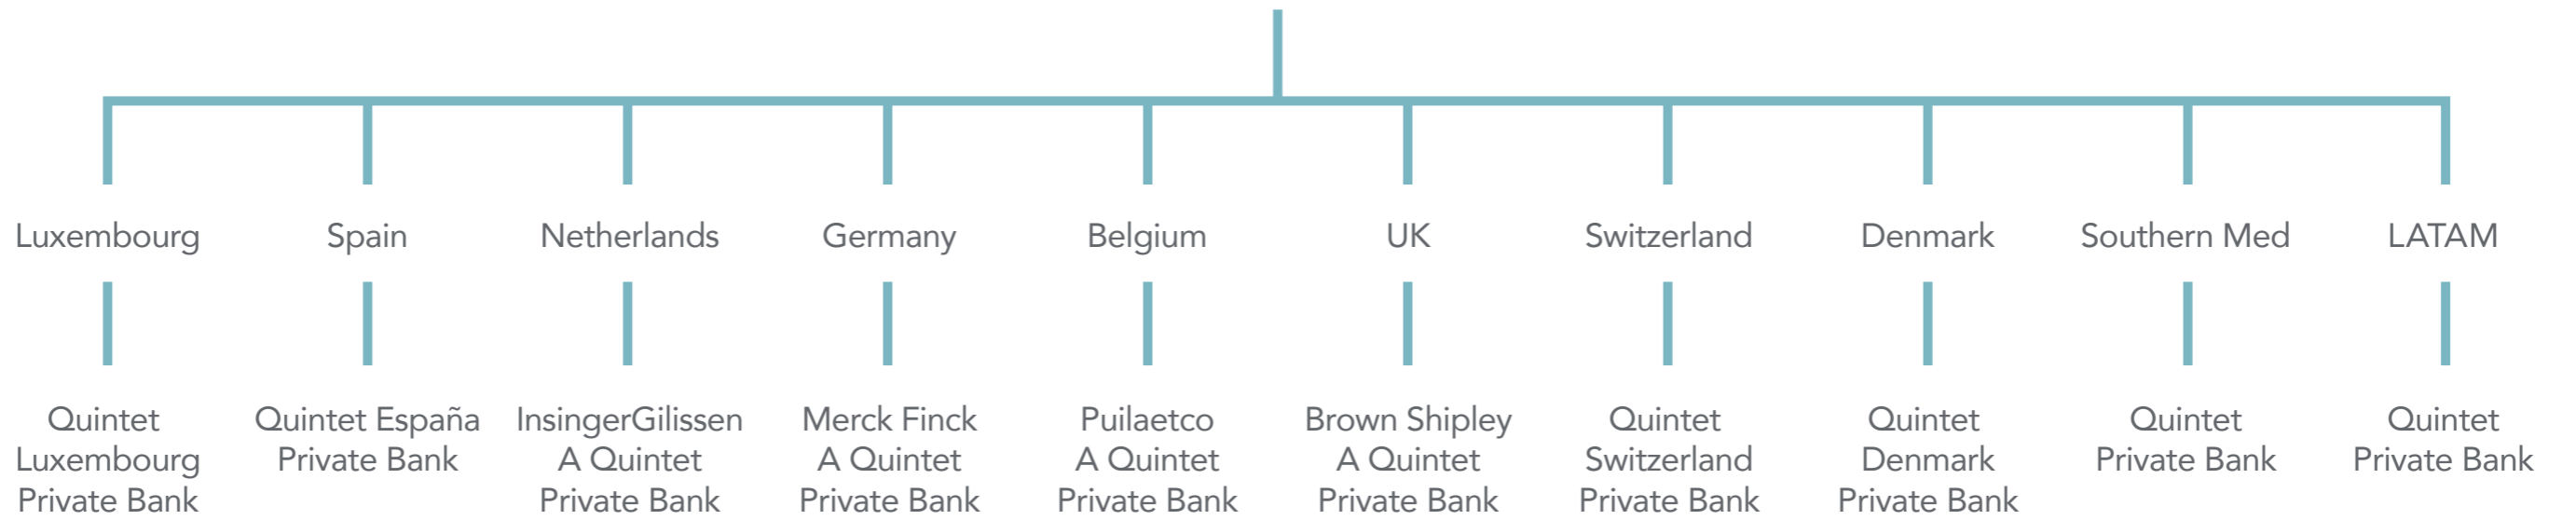 Luxembourg
Spain
Netherlands
Germany
Belgium
UK
Switzerland
Denmark
Southern Med
LATAM
Quintet
Luxembourg
Private Bank
Quintet España
Private Bank
InsingerGilissen
A Quintet
Private Bank
Merck Finck
A Quintet
Private Bank
Puilaetco
A Quintet
Private Bank
Brown Shipley
A Quintet
Private Bank
Quintet
Switzerland
Private Bank
Quintet
Denmark
Private Bank
Quintet
Private Bank
Quintet
Private Bank